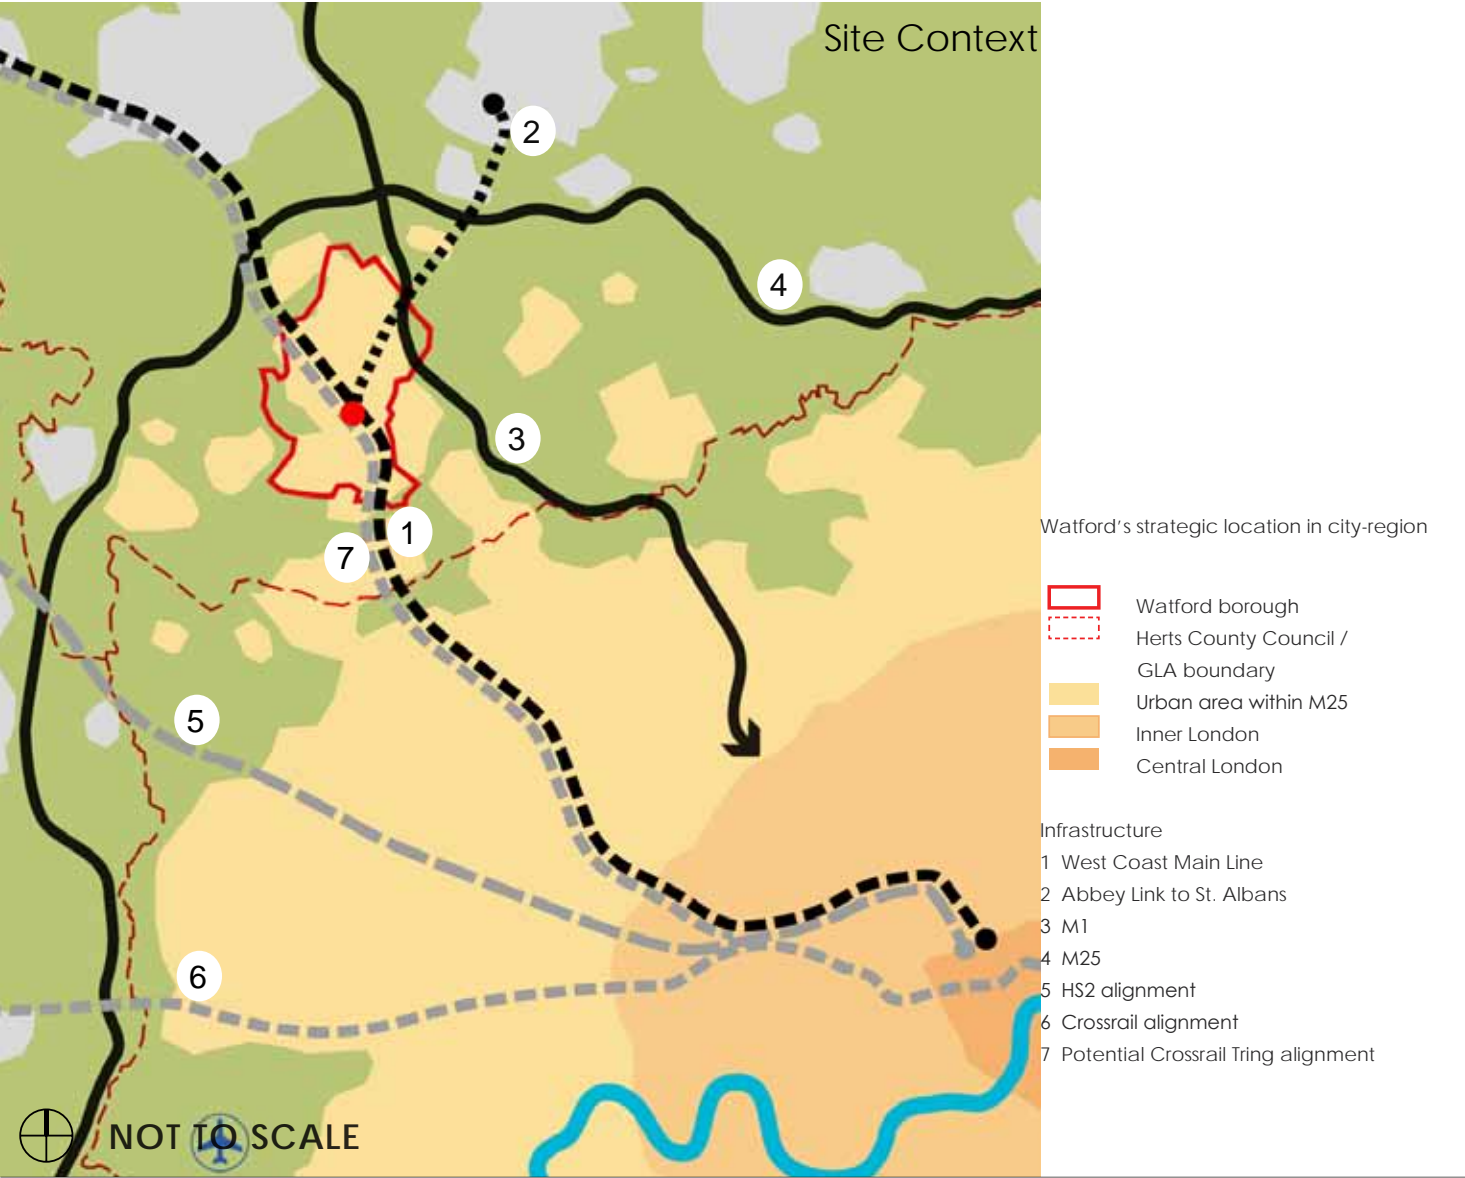 Site Context
2
4
3
1
7
5
6
NOT TO SCALE
Watford's strategic location in city-region
Watford borough
Herts County Council /
GLA boundary
Urban area within M25
Inner London
Central London
Infrastructure
1 West Coast Main Line
2 Abbey Link to St. Albans
3 M1
4 M25
5 HS2 alignment
6 Crossrail alignment
7 Potential Crossrail Tring alignment